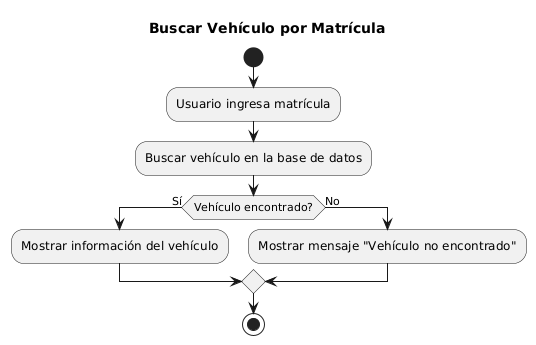 Buscar Vehículo por Matrícula
Usuario ingresa matrícula
Buscar vehículo en la base de datos
Vehículo encontrado?
Sí
No
Mostrar información del vehículo
Mostrar mensaje "Vehículo no encontrado"